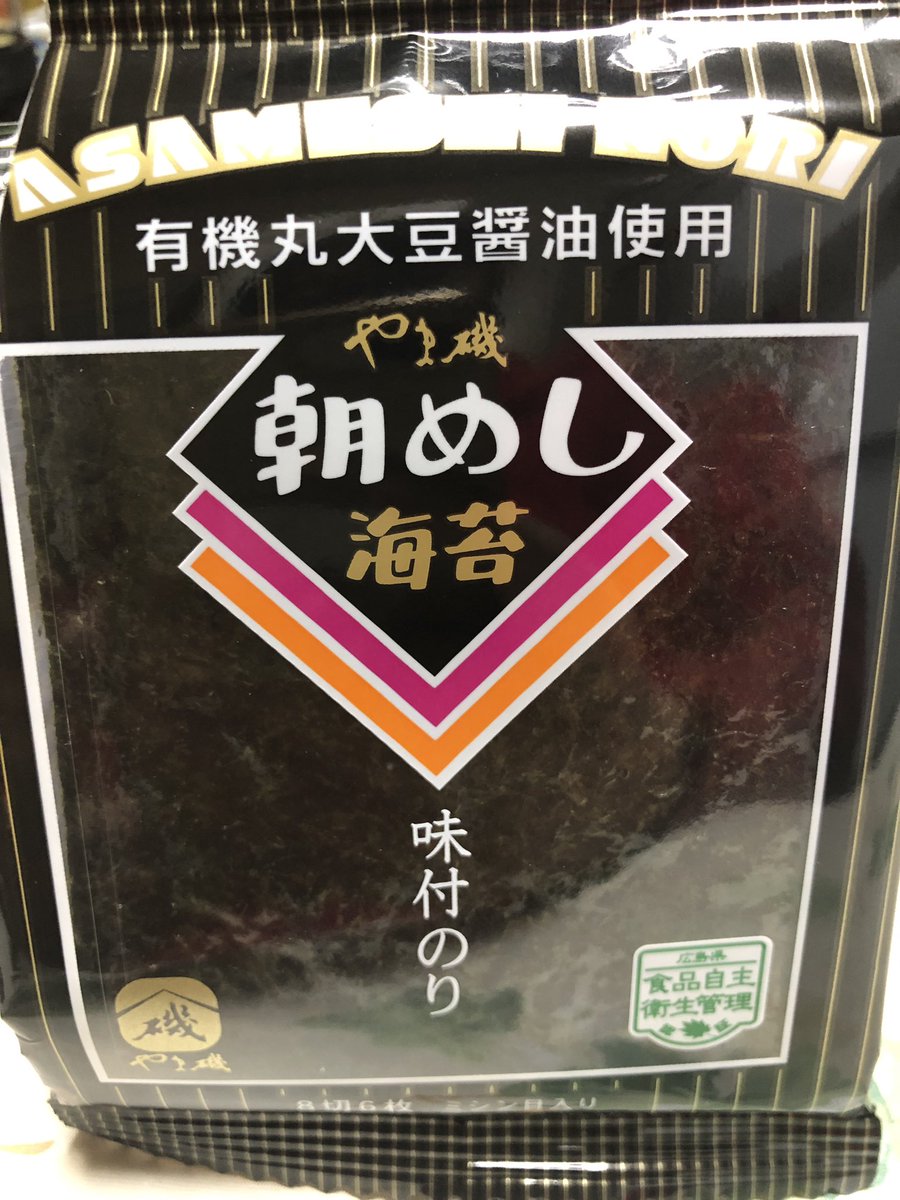 ASAMESHI NORI
有機丸大豆醤油使用
やま磯
朝めし
海苔
味付のり
広島県
食品自主
衛生管理
認証
磯
やま磯
8切6枚 ミシン目入り